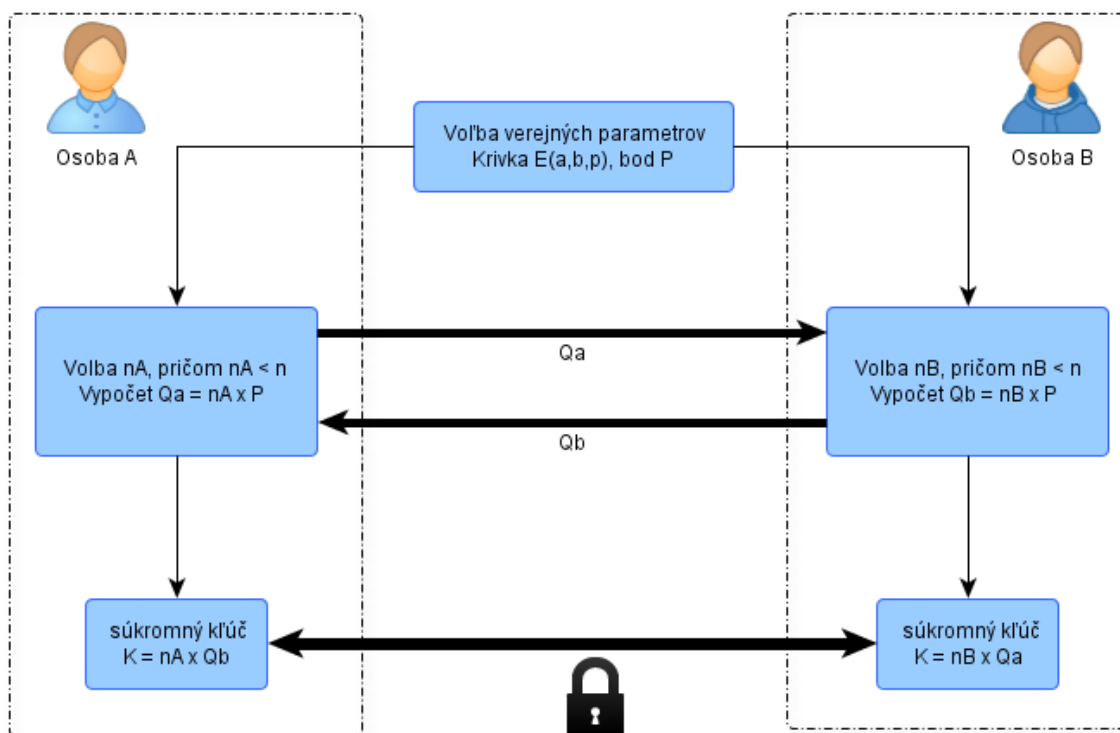 Osoba A
Voľba verejných parametrov
Krivka E(a,b,p), bod P
Osoba B
Volba nA, pričom nA < n
Vypočet Qa = nA x P
Qa
Qb
Volba nB, pričom nB < n
Vypočet Qb = nB x P
súkromný kľúč
K = nA x Qb
súkromný kľúč
K = nB x Qa